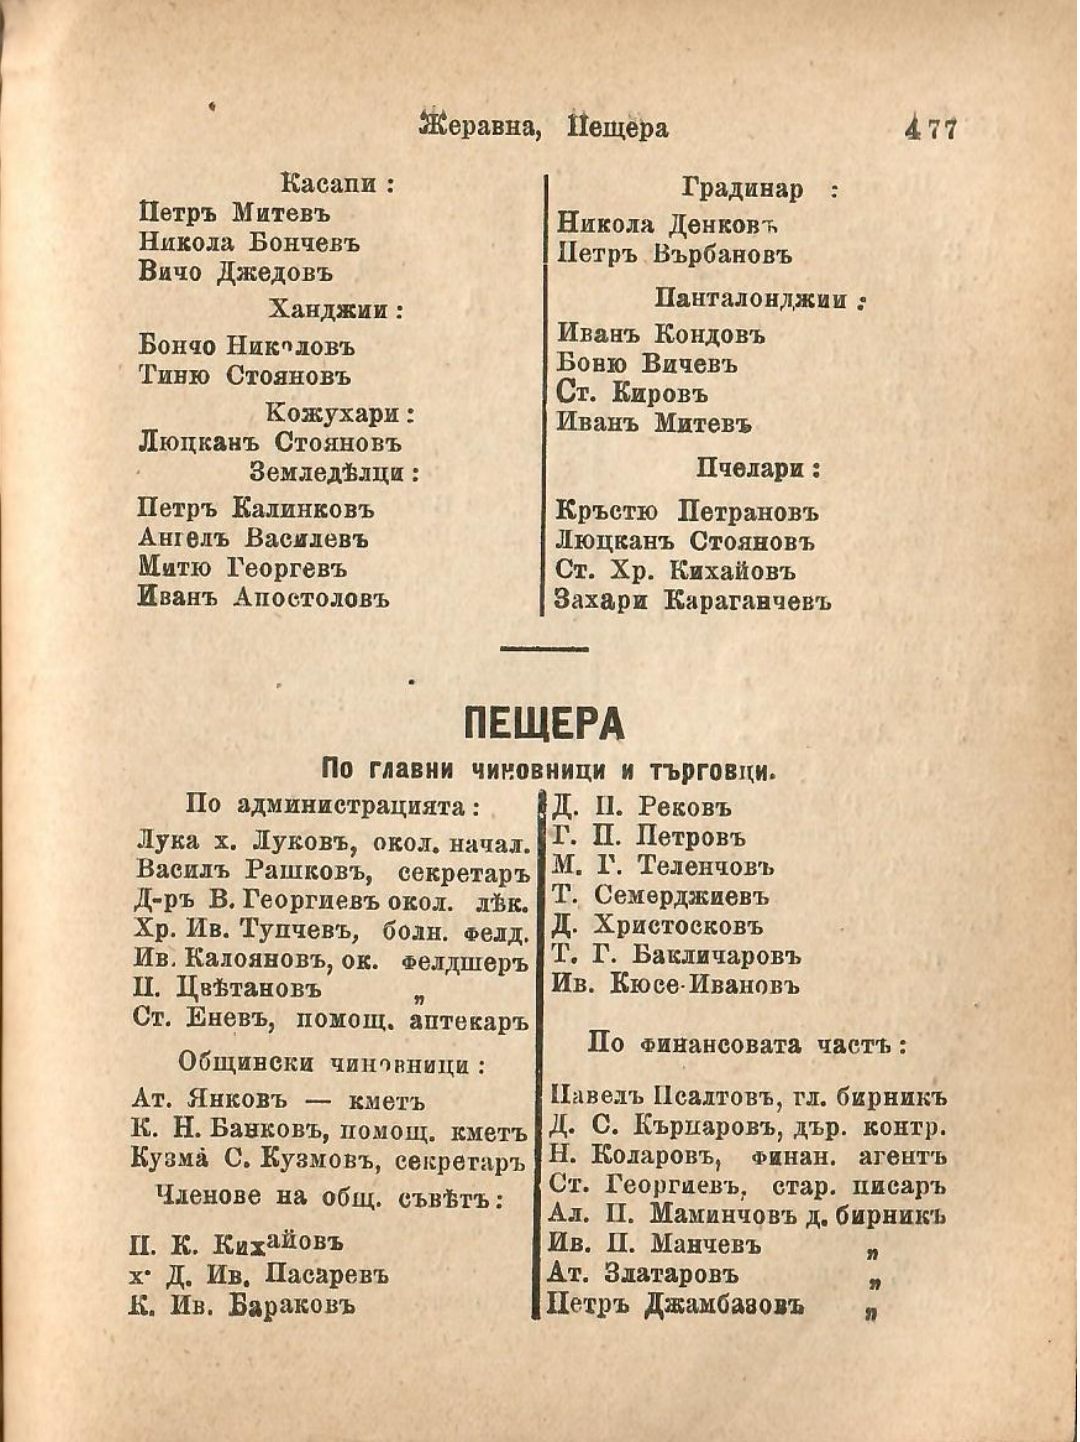 Жеравна, Пещера 477
Касапи :
Петръ Митевъ
Никола Бончевъ
Вичо Джедовъ
Ханджии :
Бончо Николовъ
Тиню Стояновъ
Кожухари :
Люцканъ Стояновъ
Земледѣлци :
Петръ Калинковъ
Ангелъ Василевъ
Митю Георгевъ
Иванъ Апостоловъ
Градинар :
Никола Денковъ
Петръ Върбановъ
Панталонджии :
Иванъ Кондовъ
Боню Вичевъ
Ст. Кировъ
Иванъ Митевъ
Пчелари :
Кръстю Петрановъ
Люцканъ Стояновъ
Ст. Хр. Кихайовъ
Захари Караганчевъ
ПЕЩЕРА
По главни чиновници и търговци.
По администрацията :
Лука х. Луковъ, окол. начал.
Василъ Рашковъ, секретаръ
Д-ръ В. Георгиевъ окол. лѣк.
Хр. Ив. Тупчевъ, болн. фелд.
Ив. Калояновъ, ок. фелдшеръ
П. Цвѣтановъ „
Ст. Еневъ, помощ. аптекаръ
Общински чиновници :
Ат. Янковъ — кметъ
К. Н. Банковъ, помощ. кметъ
Кузмà С. Кузмовъ, секретаръ
Членове на общ. съвѣтъ :
П. К. Кихайовъ
х· Д. Ив. Пасаревъ
К. Ив. Бараковъ
Д. П. Рековъ
Г. П. Петровъ
М. Г. Теленчовъ
Т. Семерджиевъ
Д. Христосковъ
Т. Г. Бакличаровъ
Ив. Кюсе-Ивановъ
По финансовата часть :
Павелъ Псалтовъ, гл. бирникъ
Д. С. Кърпаровъ, дър. контр.
Н. Коларовъ, финан. агентъ
Ст. Георгиевъ, стар. писаръ
Ал. П. Маминчовъ д. бирникъ
Ив. П. Манчевъ „
Ат. Златаровъ „
Петръ Джамбазовъ „